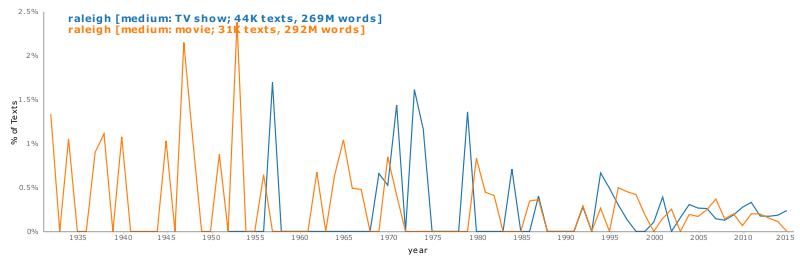 2.5%
raleigh [medium: TV show; 44K texts, 269M words]
raleigh [medium: movie; 31K texts, 292M words]
2%
1.5%
% of Texts
1%
0.5%
0%
1935 1940 1945 1950 1955 1960 1965 1970 1975 1980 1985 1990 1995 2000 2005 2010 2015
year